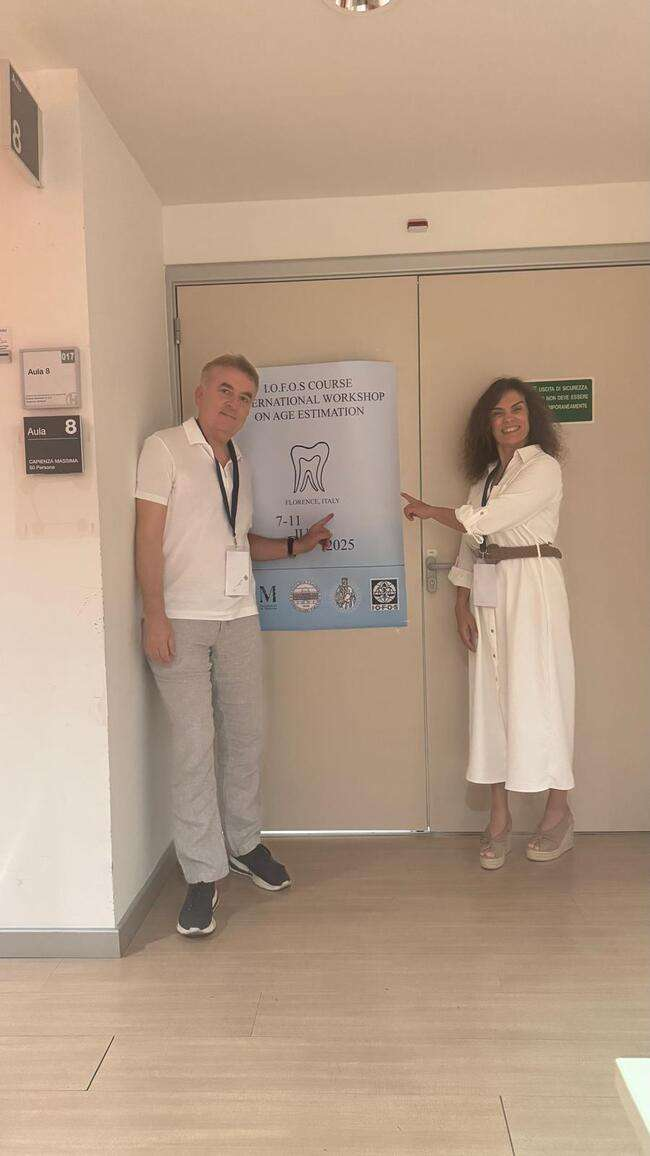 8
017
Aula 8
Aula 8
CAPIENZA MASSIMA
50 Persone
I.O.F.O.S COURSE
ERNATIONAL WORKSHOP
ON AGE ESTIMATION
FLORENCE, ITALY
7-11
2025
M
IOFOS
USCITA DI SICUREZZA
NON DEVE ESSERE